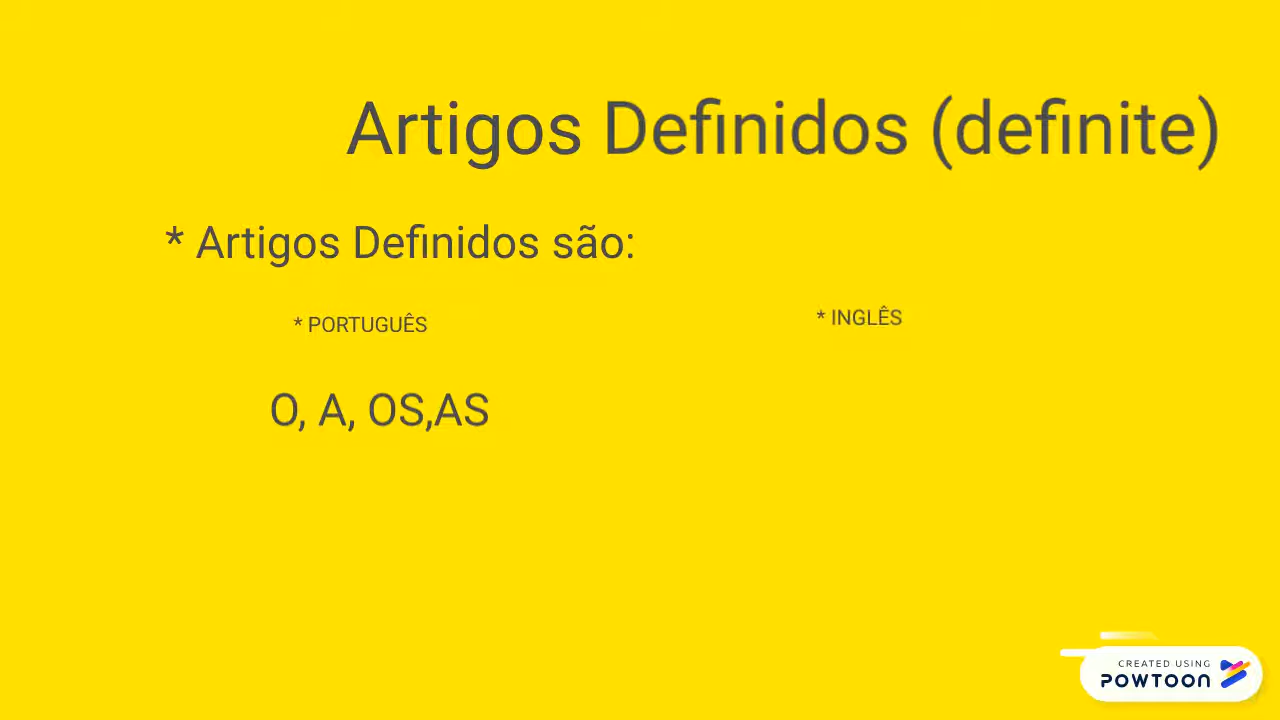 Artigos Definidos (definite)
* Artigos Definidos são:
* PORTUGUÊS
* INGLÊS
O, A, OS,AS
CREATED USING
POWTOON